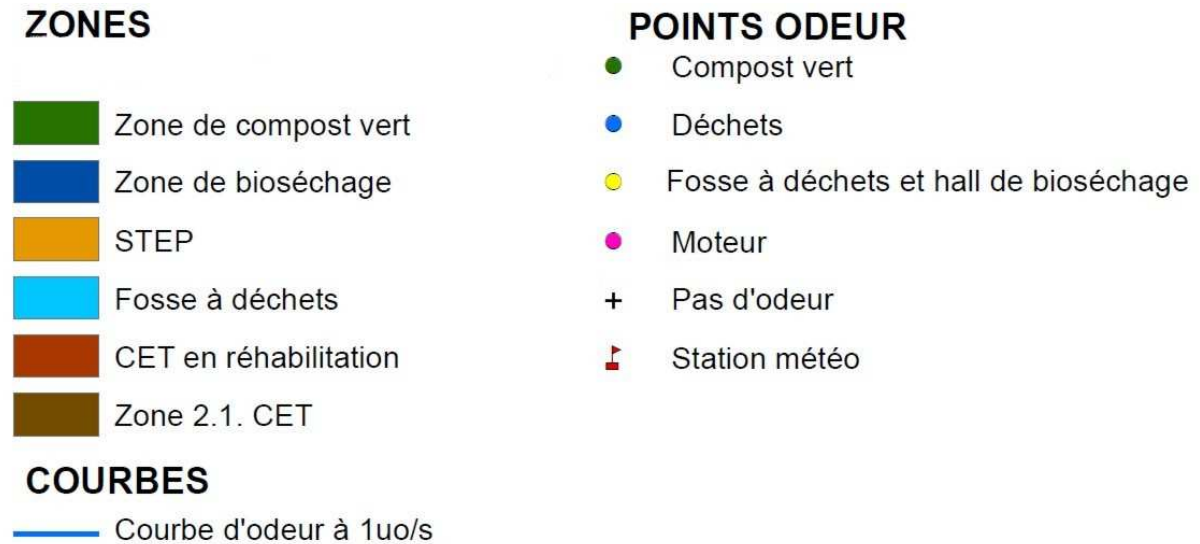 ZONES
Zone de compost vert
Zone de bioséchage
STEP
Fosse à déchets
CET en réhabilitation
Zone 2.1. CET
COURBES
Courbe d'odeur à 1uo/s
POINTS ODEUR
Compost vert
Déchets
Fosse à déchets et hall de bioséchage
Moteur
Pas d'odeur
Station météo